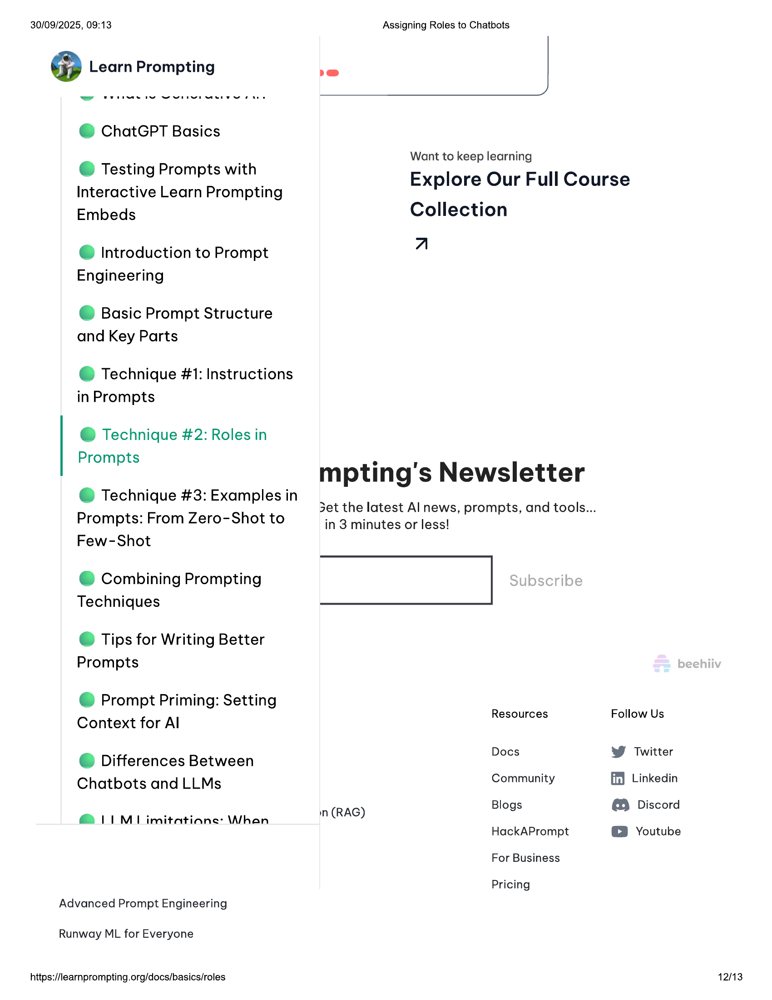 30/09/2025, 09:13
Assigning Roles to Chatbots
Learn Prompting
What is Generative AI?
ChatGPT Basics
Testing Prompts with
Interactive Learn Prompting
Embeds
Introduction to Prompt
Engineering
Basic Prompt Structure
and Key Parts
Technique #1: Instructions
in Prompts
Technique #2: Roles in
Prompts
Technique #3: Examples in
Prompts: From Zero-Shot to
Few-Shot
Combining Prompting
Techniques
Tips for Writing Better
Prompts
Prompt Priming: Setting
Context for AI
Differences Between
Chatbots and LLMs
LLM Limitations: When
Want to keep learning
Explore Our Full Course
Collection
mpting's Newsletter
Get the latest AI news, prompts, and tools...
in 3 minutes or less!
Subscribe
beehiiv
on (RAG)
Resources
Docs
Community
Blogs
HackAPrompt
For Business
Pricing
Follow Us
Twitter
Linkedin
Discord
Youtube
Advanced Prompt Engineering
Runway ML for Everyone
https://learnprompting.org/docs/basics/roles
12/13